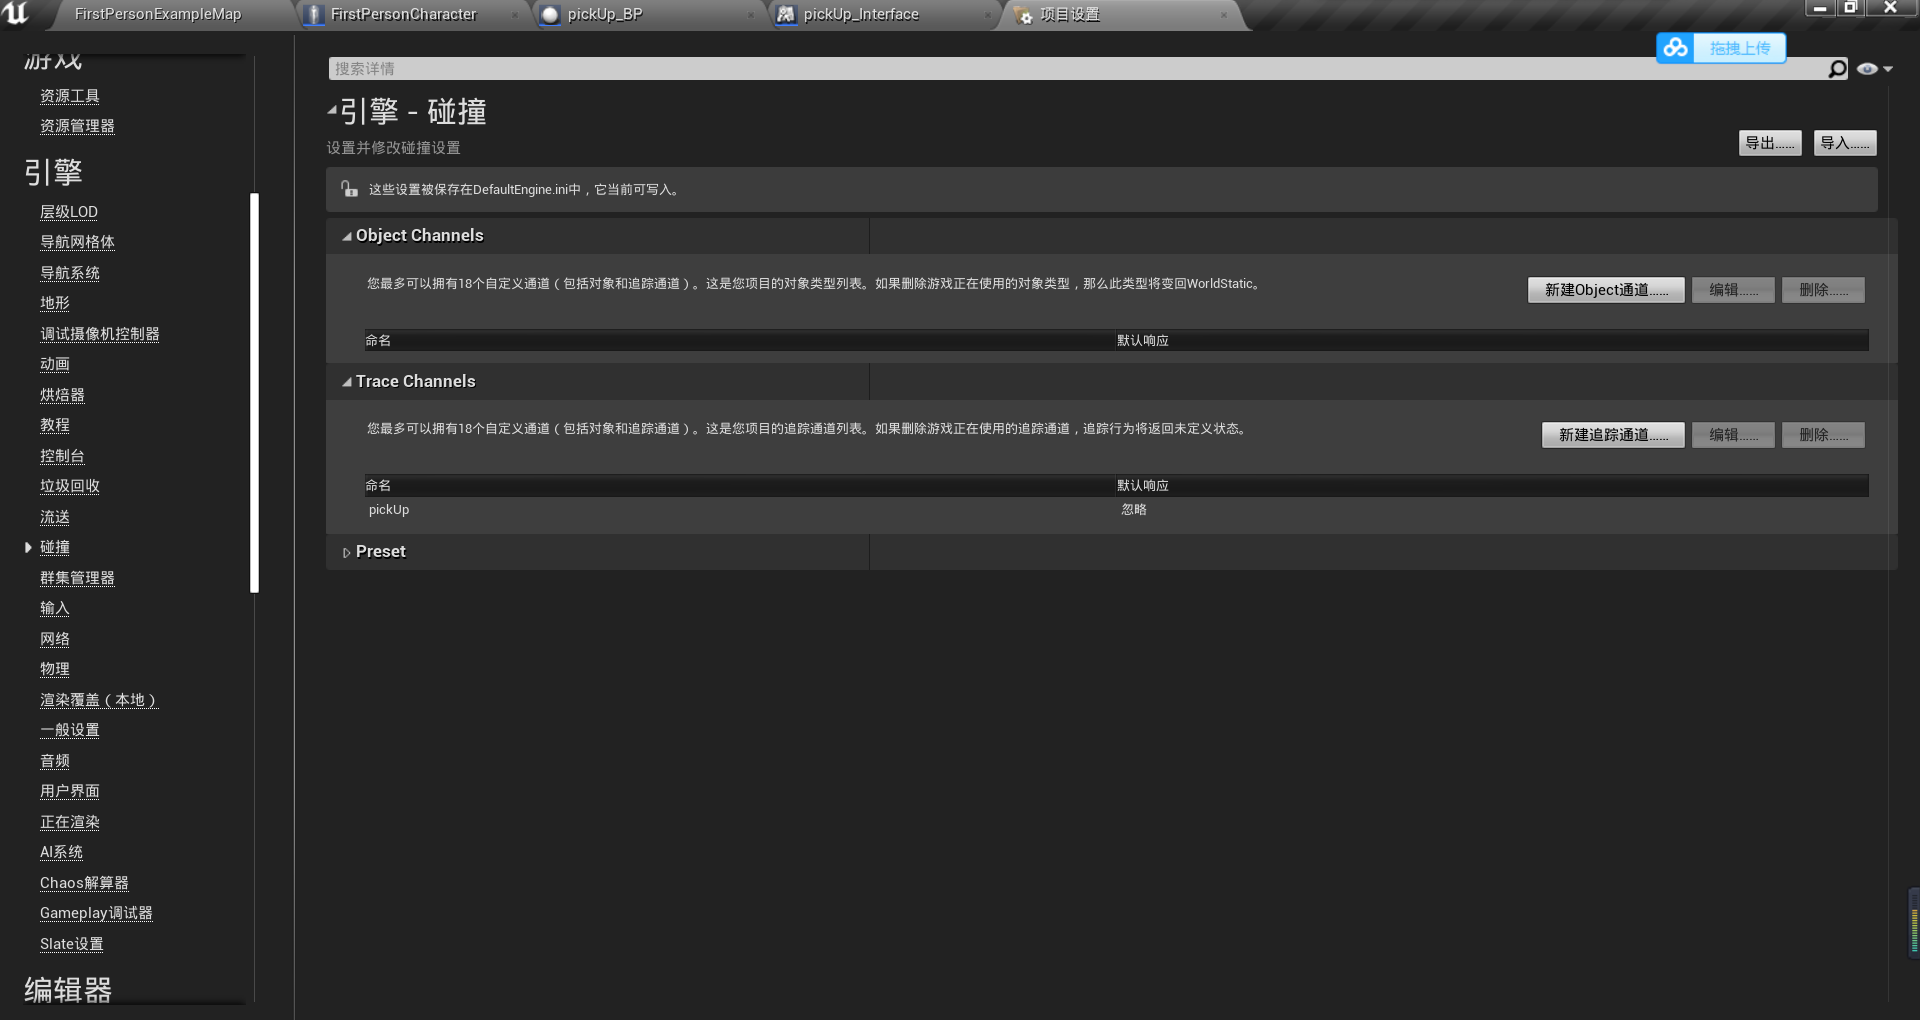 FirstPersonExampleMap
FirstPersonCharacter
pickUp_BP
pickUp_Interface
项目设置
拖拽上传
游戏
资源工具
资源管理器
引擎
层级LOD
导航网格体
导航系统
地形
调试摄像机控制器
动画
烘焙器
教程
控制台
垃圾回收
流送
碰撞
群集管理器
输入
网络
物理
渲染覆盖（本地）
一般设置
音频
用户界面
正在渲染
AI系统
Chaos解算器
Gameplay调试器
Slate设置
编辑器
搜索详情
引擎 - 碰撞
设置并修改碰撞设置
导出……
导入……
这些设置被保存在DefaultEngine.ini中，它当前可写入。
Object Channels
您最多可以拥有18个自定义通道（包括对象和追踪通道）。这是您项目的对象类型列表。如果删除游戏正在使用的对象类型，那么此类型将变回WorldStatic。
新建Object通道……
编辑……
删除……
命名 默认响应
Trace Channels
您最多可以拥有18个自定义通道（包括对象和追踪通道）。这是您项目的追踪通道列表。如果删除游戏正在使用的追踪通道，追踪行为将返回未定义状态。
新建追踪通道……
编辑……
删除……
命名 默认响应
pickUp 忽略
Preset